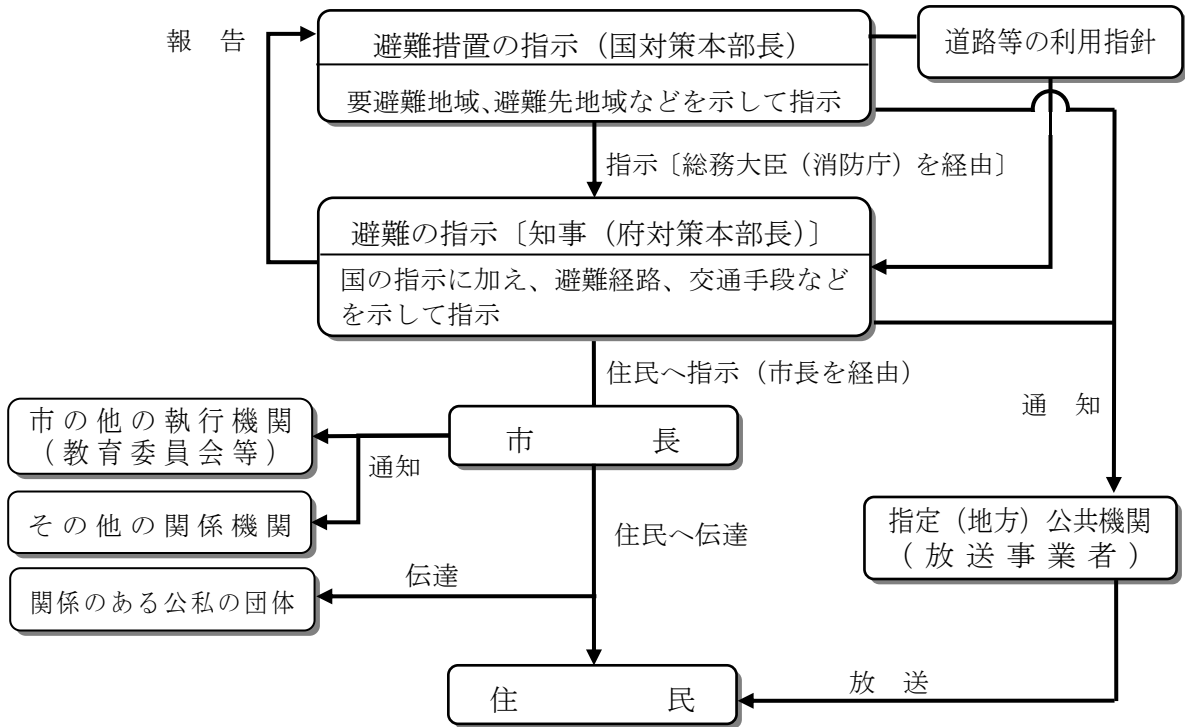 報 告
避難措置の指示（国対策本部長）
要避難地域、避難先地域などを示して指示
道路等の利用指針
指示〔総務大臣（消防庁）を経由〕
避難の指示〔知事（府対策本部長）〕
国の指示に加え、避難経路、交通手段など
を示して指示
住民へ指示（市長を経由）
通 知
市の他の執行機関
（教育委員会等）
市 長
通知
その他の関係機関
住民へ伝達
指定（地方）公共機関
（放送事業者）
伝達
関係のある公私の団体
住 民
放 送